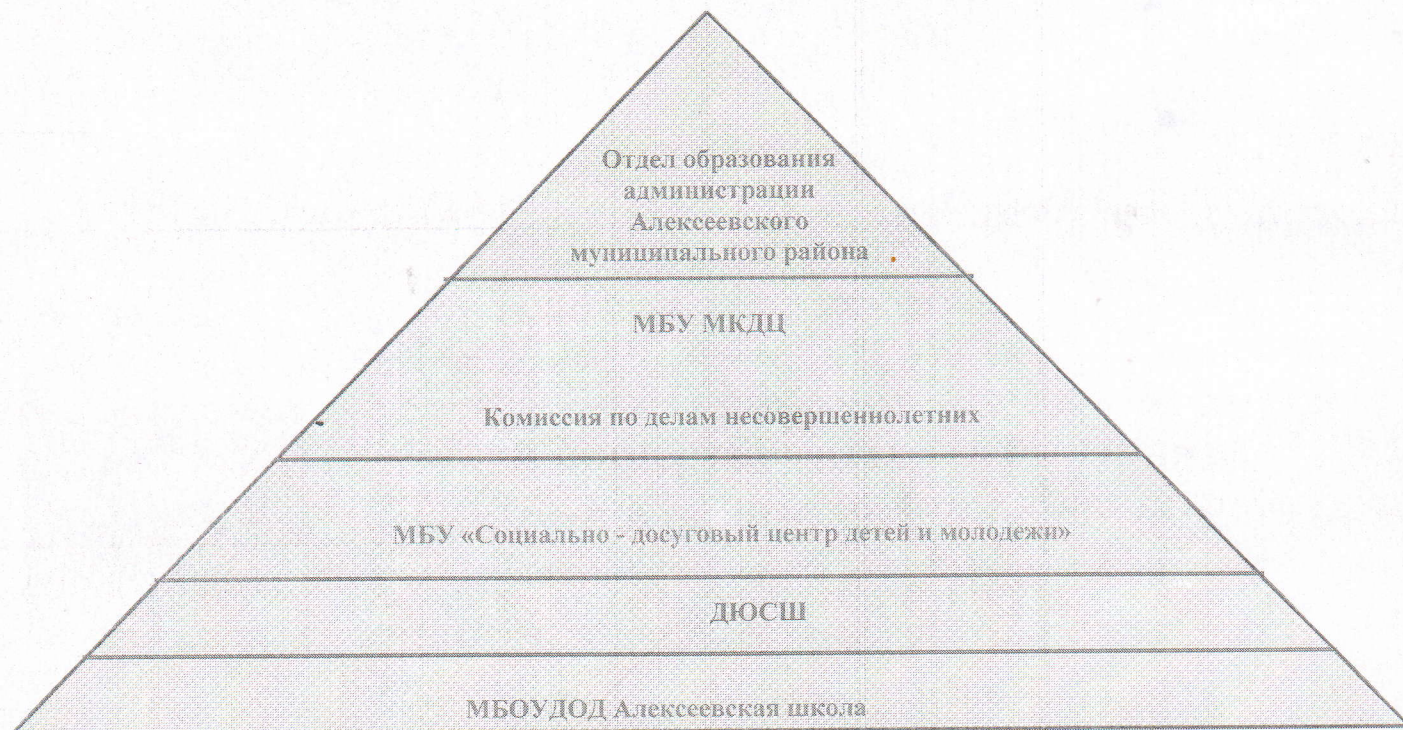 Отдел образования
администрации
Алексеевского
муниципального района
МБУ МКДЦ
Комиссия по делам несовершеннолетних
МБУ «Социально - досуговый центр детей и молодежи»
ДЮСШ
МБОУДОД Алексеевская школа